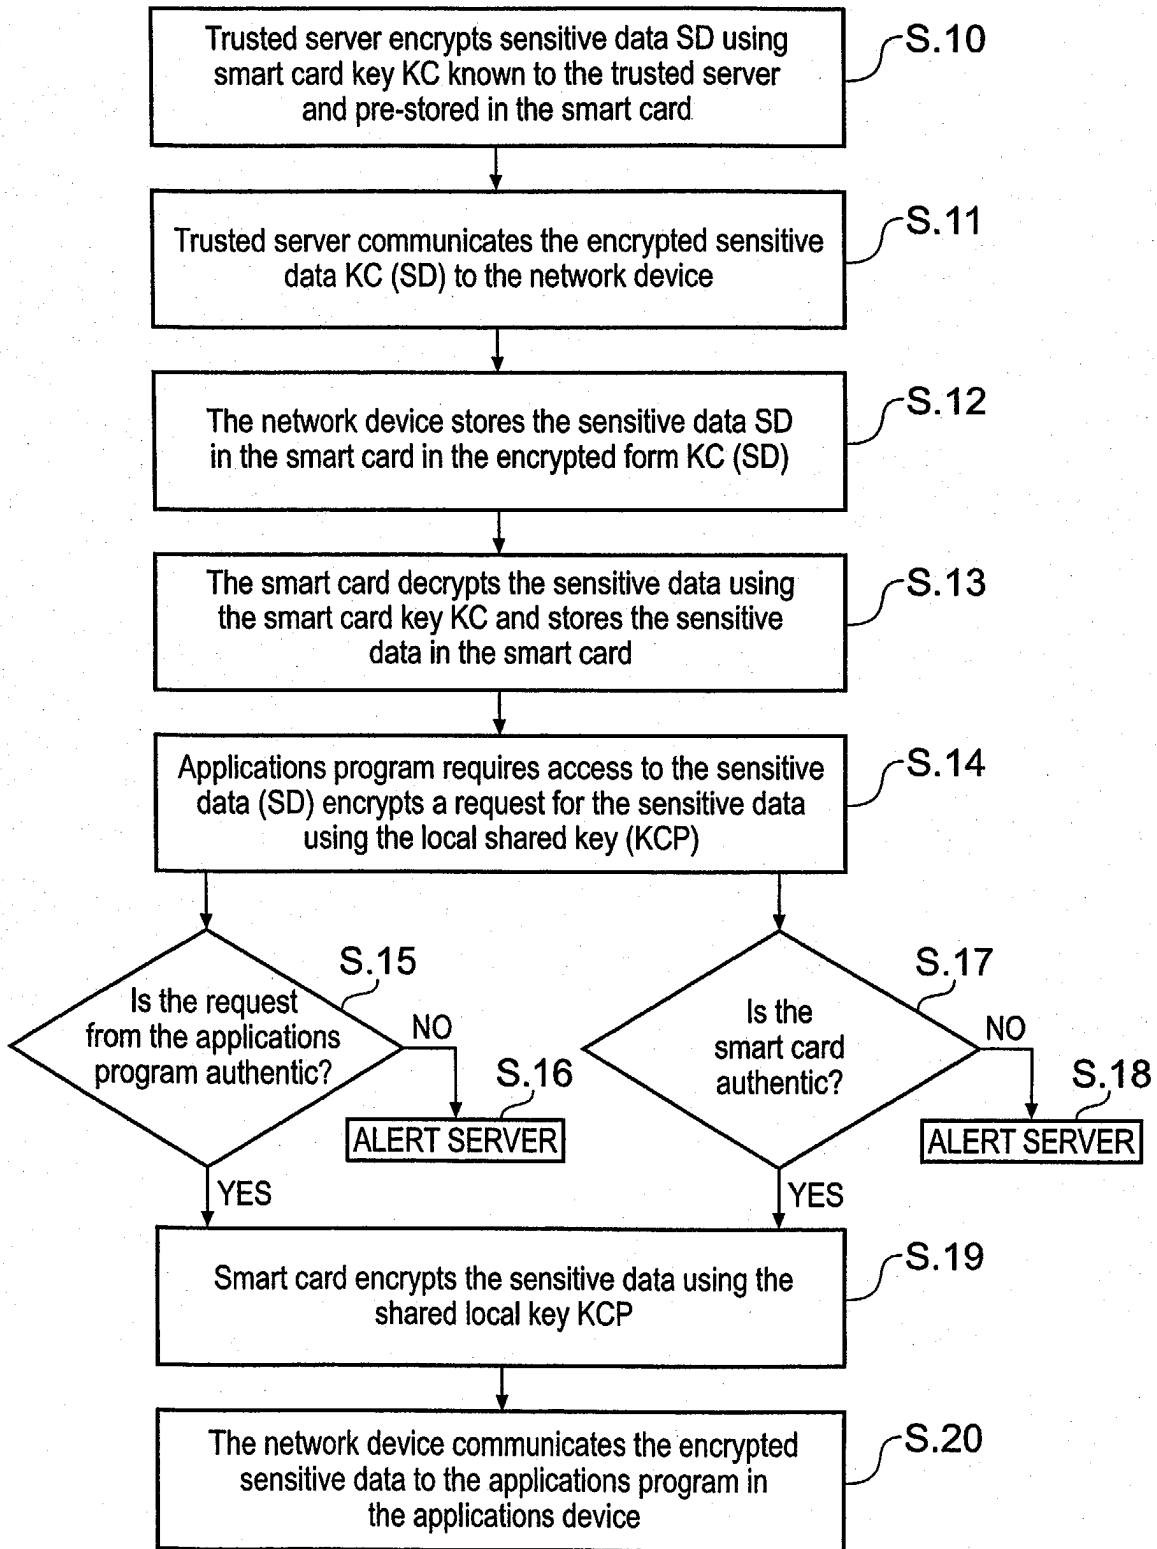 Trusted server encrypts sensitive data SD using
smart card key KC known to the trusted server
and pre-stored in the smart card
S.10
Trusted server communicates the encrypted sensitive
data KC (SD) to the network device
S.11
The network device stores the sensitive data SD
in the smart card in the encrypted form KC (SD)
S.12
The smart card decrypts the sensitive data using
the smart card key KC and stores the sensitive
data in the smart card
S.13
Applications program requires access to the sensitive
data (SD) encrypts a request for the sensitive data
using the local shared key (KCP)
S.14
Is the request
from the applications
program authentic?
S.15
NO
S.16
ALERT SERVER
YES
Is the
smart card
authentic?
S.17
NO
S.18
ALERT SERVER
YES
Smart card encrypts the sensitive data using the
shared local key KCP
S.19
The network device communicates the encrypted
sensitive data to the applications program in
the applications device
S.20